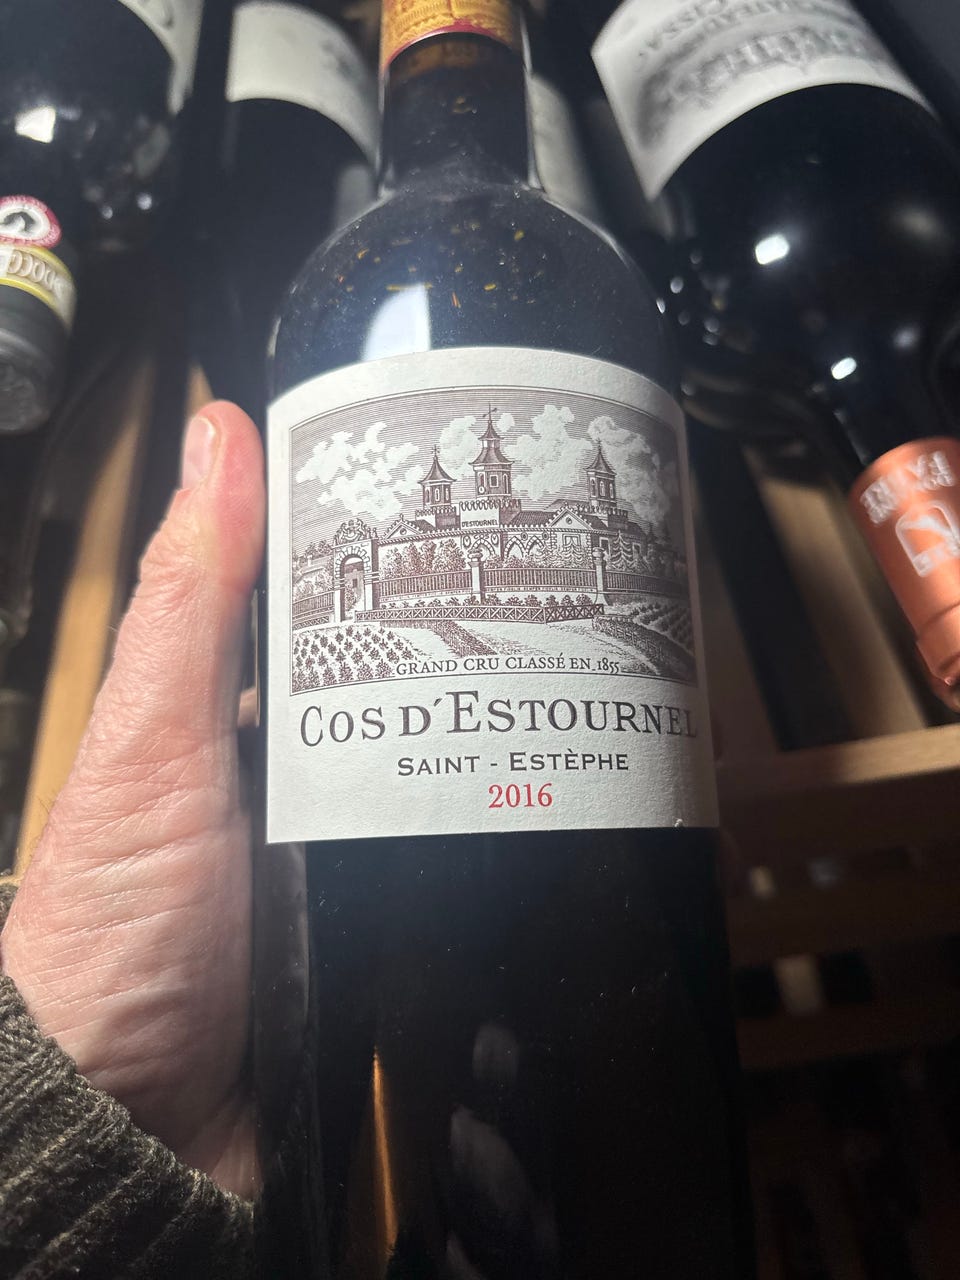 D'ESTOURNEL
GRAND CRU CLASSÉ EN 1855
COS D'ESTOURNEL
SAINT - ESTÈPHE
2016